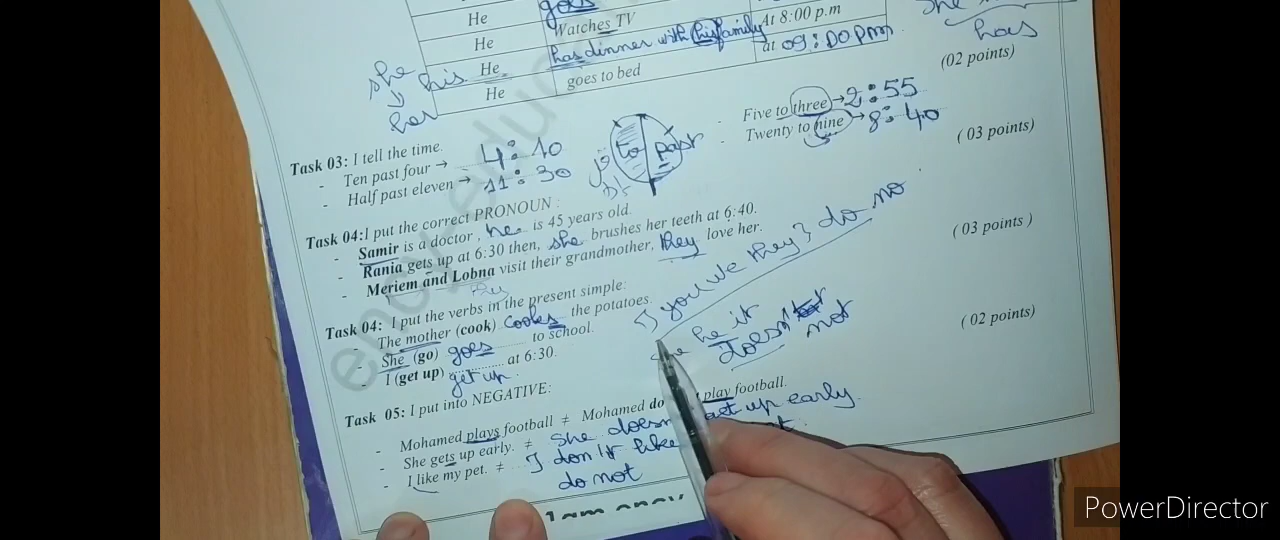 He goes
He Watches TV At 8:00 p.m
She
has
He has dinner with his family at 09:00 pm
she his
her
He goes to bed
(02 points)
Task 03: I tell the time.
- Ten past four → 4:10
- Half past eleven → 11:30
to past
- Five to three → 2:55
- Twenty to nine → 8:40
( 03 points)
Task 04:I put the correct PRONOUN :
- Samir is a doctor , he is 45 years old.
- Rania gets up at 6:30 then, she brushes her teeth at 6:40.
- Meriem and Lobna visit their grandmother, they love her.
I you we they } do no
( 03 points )
Task 04: I put the verbs in the present simple:
- The mother (cook) cookes the potatoes.
- She (go) goes to school.
- I (get up) get up at 6:30.
he it
does not
( 02 points)
Task 05: I put into NEGATIVE:
- Mohamed plays football ≠ Mohamed do play football.
- She gets up early. ≠ She doesn get up early.
- I like my pet. ≠ I don't like
do not
PowerDirector